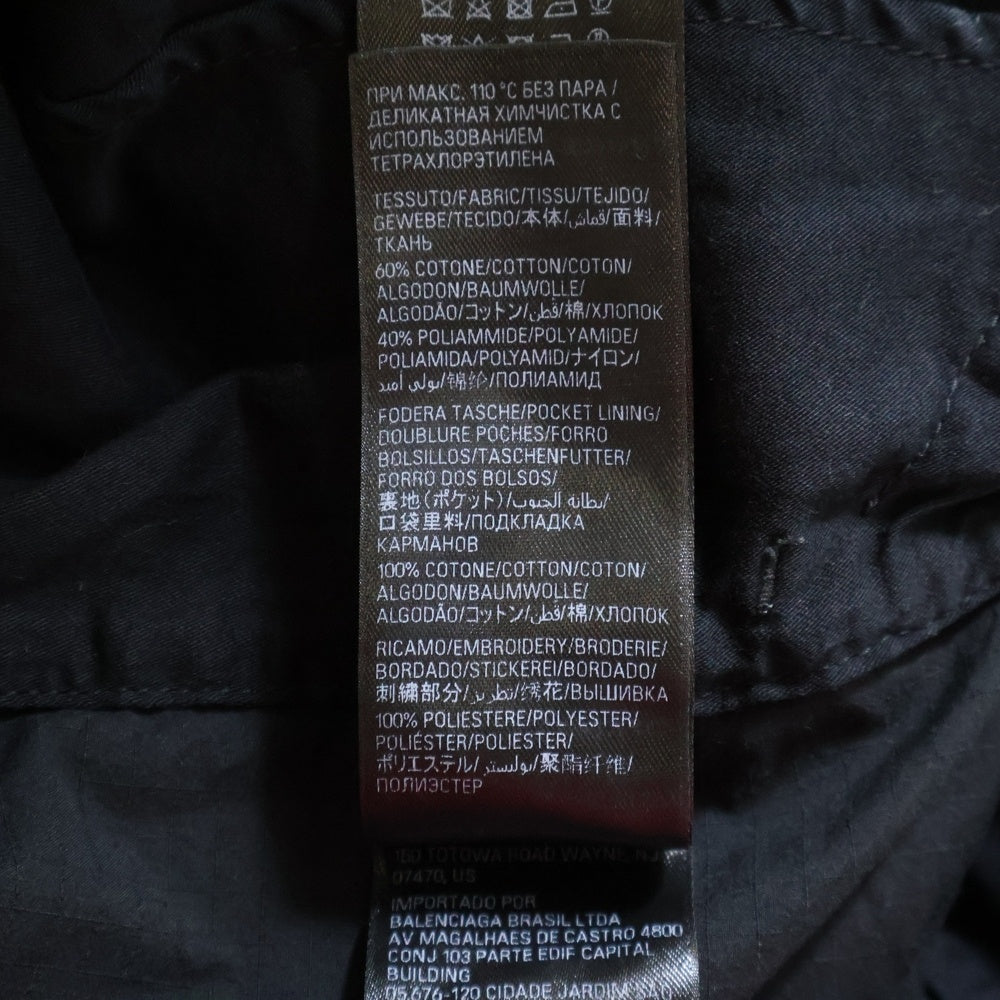 ПРИ МАКС. 110 °C БЕЗ ПАРА /
ДЕЛИКАТНАЯ ХИМЧИСТКА С
ИСПОЛЬЗОВАНИЕМ
ТЕТРАХЛОРЭТИЛЕНА
TESSUTO/FABRIC/TISSU/TEJIDO/
GEWEBE/TECIDO/本体/قماش/面料/
ТКАНЬ
60% COTONE/COTTON/COTON/
ALGODON/BAUMWOLLE/
ALGODÃO/コットン/قطن/棉/ХЛОПОК
40% POLIAMMIDE/POLYAMIDE/
POLIAMIDA/POLYAMID/ナイロン/
بولي أميد/锦纶/ПОЛИАМИД
FODERA TASCHE/POCKET LINING/
DOUBLURE POCHES/FORRO
BOLSILLOS/TASCHENFUTTER/
FORRO DOS BOLSOS/
裏地(ポケット)/بطانة الجيوب/
口袋里料/ПОДКЛАДКА
КАРМАНОВ
100% COTONE/COTTON/COTON/
ALGODON/BAUMWOLLE/
ALGODÃO/コットン/قطن/棉/ХЛОПОК
RICAMO/EMBROIDERY/BRODERIE/
BORDADO/STICKEREI/BORDADO/
刺繍部分/تطريز/绣花/ВЫШИВКА
100% POLIESTERE/POLYESTER/
POLIÉSTER/POLIESTER/
ポリエステル/بوليستر/聚酯纤维/
ПОЛИЭСТЕР
150 TOTOWA ROAD WAYNE NJ
07470, US
IMPORTADO POR
BALENCIAGA BRASIL LTDA
AV MAGALHAES DE CASTRO 4800
CONJ 103 PARTE EDIF CAPITAL
BUILDING
05.676-120 CIDADE JARDIM SAO